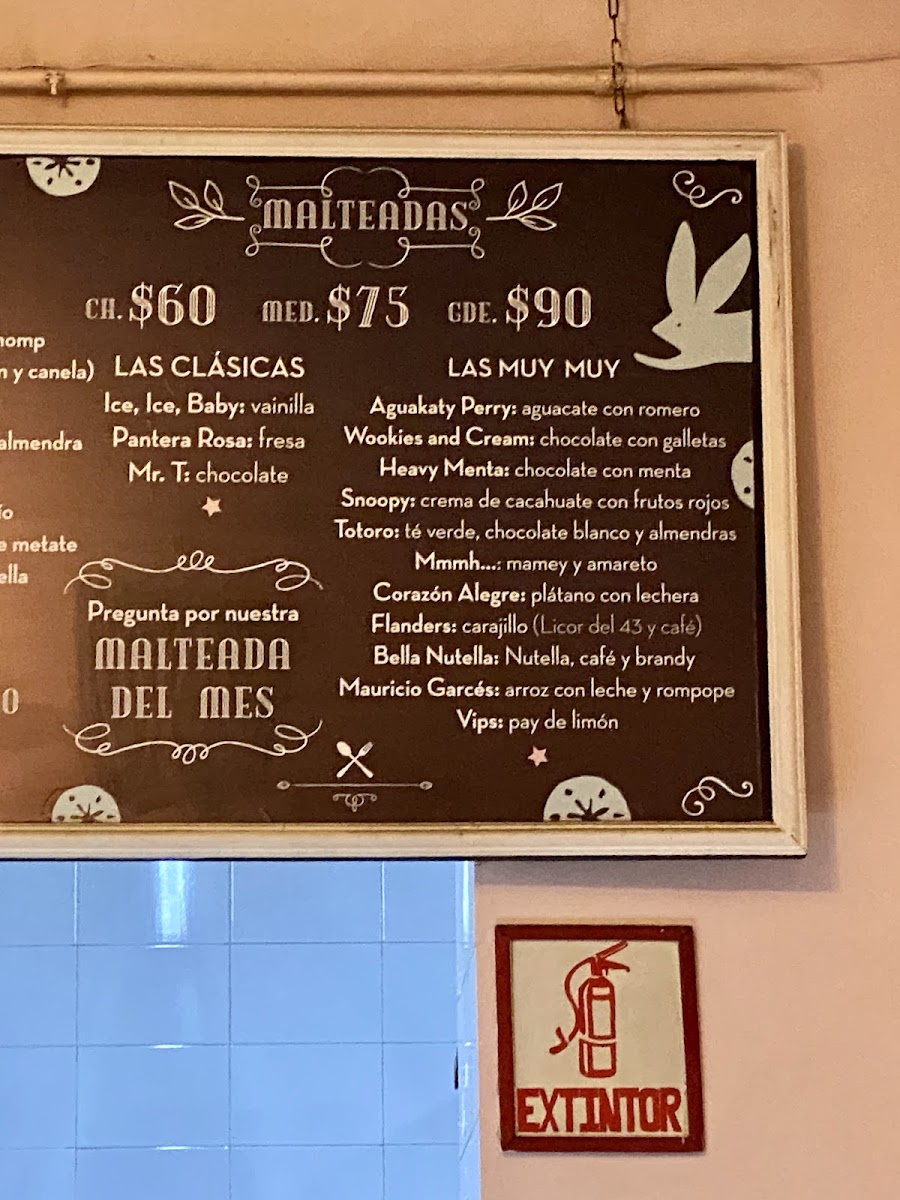 MALTEADAS
CH. $60 MED. $75 GDE. $90
n y canela)
almendra
e metate
LAS CLÁSICAS
Ice, Ice, Baby: vainilla
Pantera Rosa: fresa
Mr. T: chocolate
Pregunta por nuestra
MALTEADA
DEL MES
LAS MUY MUY
Aguakaty Perry: aguacate con romero
Wookies and Cream: chocolate con galletas
Heavy Menta: chocolate con menta
Snoopy: crema de cacahuate con frutos rojos
Totoro: té verde, chocolate blanco y almendras
Mmmh...: mamey y amareto
Corazón Alegre: plátano con lechera
Flanders: carajillo (Licor del 43 y café)
Bella Nutella: Nutella, café y brandy
Mauricio Garcés: arroz con leche y rompope
Vips: pay de limón
EXTINTOR